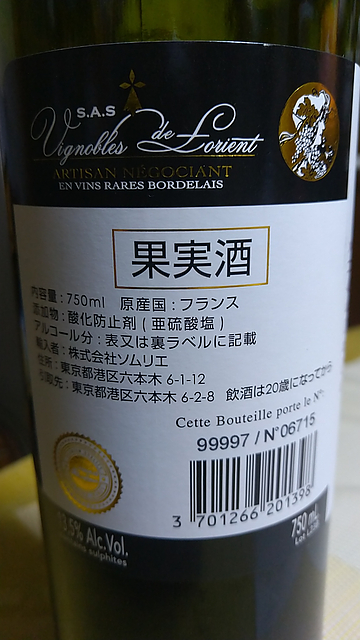 S.A.S
Vignobles de Lorient
ARTISAN NÉGOCIANT
EN VINS RARES BORDELAIS
果実酒
内容量：750ml 原産国：フランス
添加物：酸化防止剤 ( 亜硫酸塩 )
アルコール分：表又は裏ラベルに記載
輸入者：株式会社ソムリエ
住所：東京都港区六本木 6-1-12
引取先：東京都港区六本木 6-2-8 飲酒は20歳になってから
Cette Bouteille porte le N°:
99997 / N°06715
3 701266 201398
13.5% Alc.Vol.
750 mL
sulphites
Lot